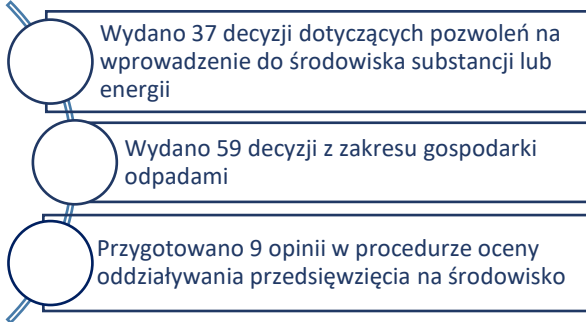 Wydano 37 decyzji dotyczących pozwoleń na
wprowadzenie do środowiska substancji lub
energii
Wydano 59 decyzji z zakresu gospodarki
odpadami
Przygotowano 9 opinii w procedurze oceny
oddziaływania przedsięwzięcia na środowisko